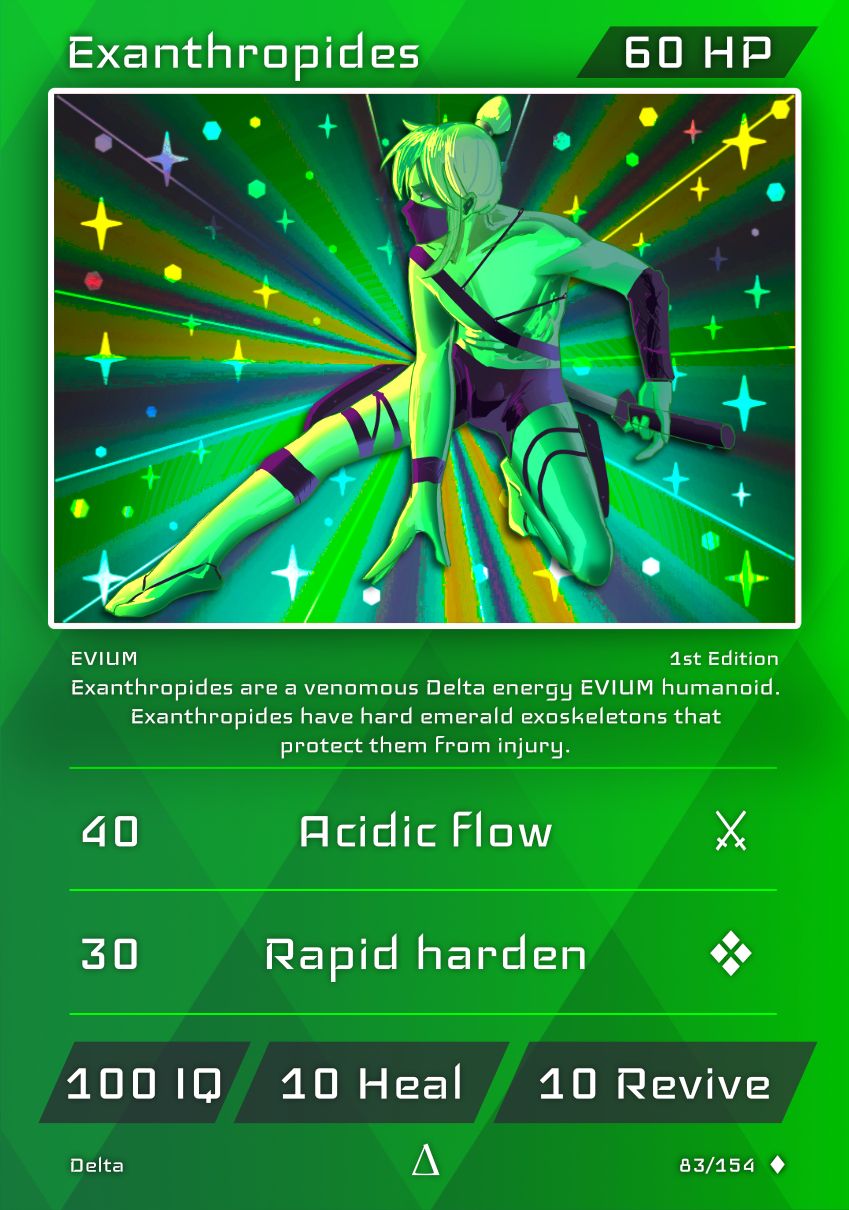 Exanthropides
60 HP
EVIUM
1st Edition
Exanthropides are a venomous Delta energy EVIUM humanoid.
Exanthropides have hard emerald exoskeletons that
protect them From injury.
40 Acidic Flow
30 Rapid harden
100 IQ 10 Heal 10 Revive
Delta Δ 83/154